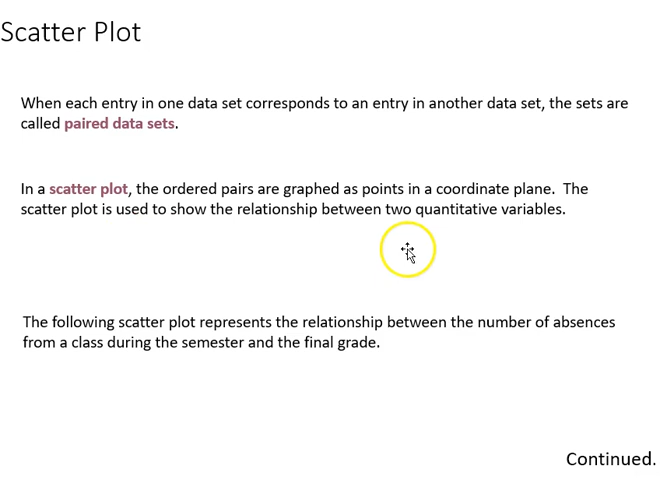 Scatter Plot
When each entry in one data set corresponds to an entry in another data set, the sets are
called paired data sets.
In a scatter plot, the ordered pairs are graphed as points in a coordinate plane. The
scatter plot is used to show the relationship between two quantitative variables.
The following scatter plot represents the relationship between the number of absences
from a class during the semester and the final grade.
Continued.